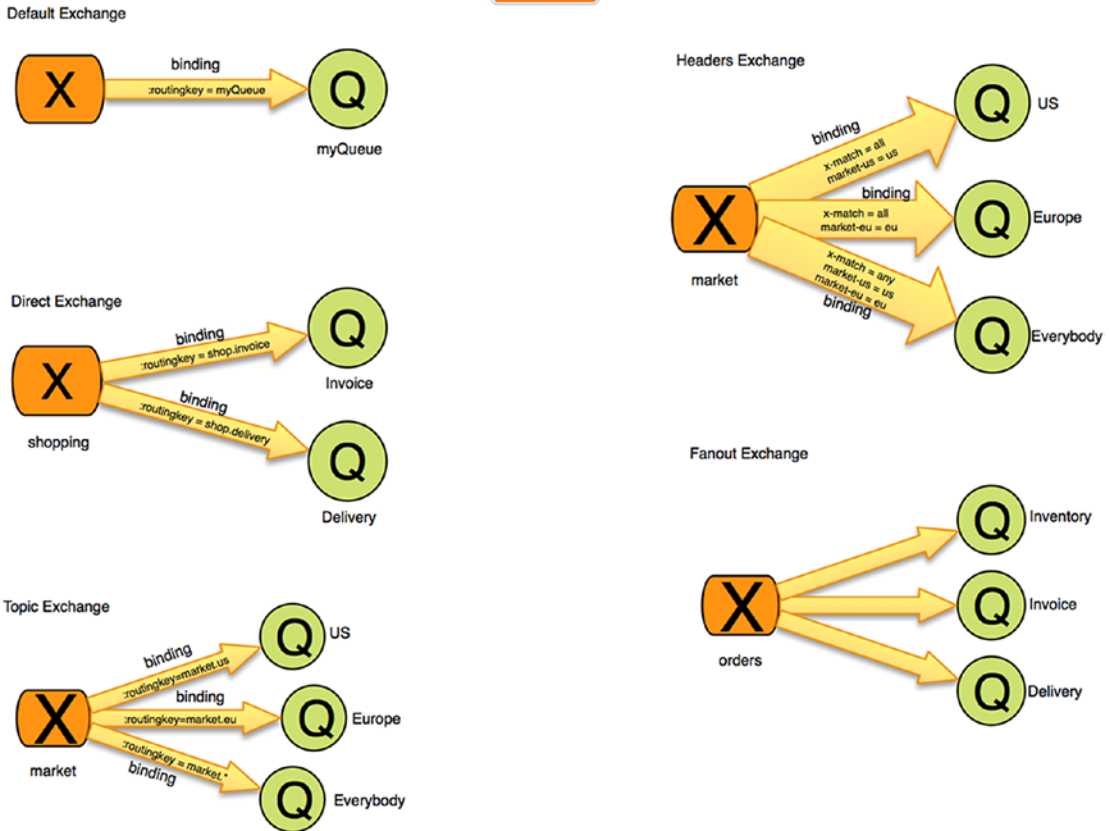 Default Exchange
X
binding
:routingkey = myQueue
Q
myQueue
Direct Exchange
X
shopping
binding
:routingkey = shop.invoice
Q
Invoice
binding
:routingkey = shop.delivery
Q
Delivery
Topic Exchange
X
market
binding
:routingkey=market.us
Q
US
binding
:routingkey=market.eu
Q
Europe
:routingkey = market.*
binding
Q
Everybody
Headers Exchange
X
market
binding
x-match = all
market-us = us
Q
US
binding
x-match = all
market-eu = eu
Q
Europe
x-match = any
market-us = us
market-eu = eu
binding
Q
Everybody
Fanout Exchange
X
orders
Q
Inventory
Q
Invoice
Q
Delivery